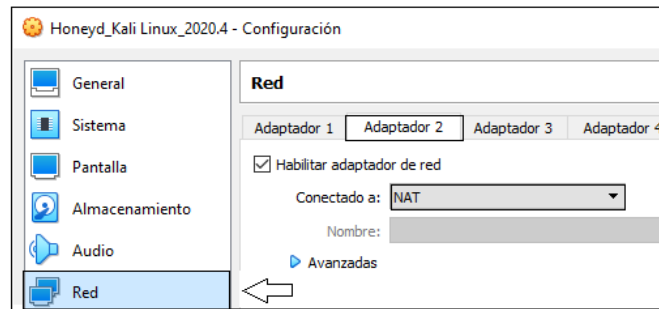 Honeyd_Kali Linux_2020.4 - Configuración
General
Sistema
Pantalla
Almacenamiento
Audio
Red
Red
Adaptador 1 Adaptador 2 Adaptador 3 Adaptador 4
Habilitar adaptador de red
Conectado a: NAT
Nombre:
Avanzadas